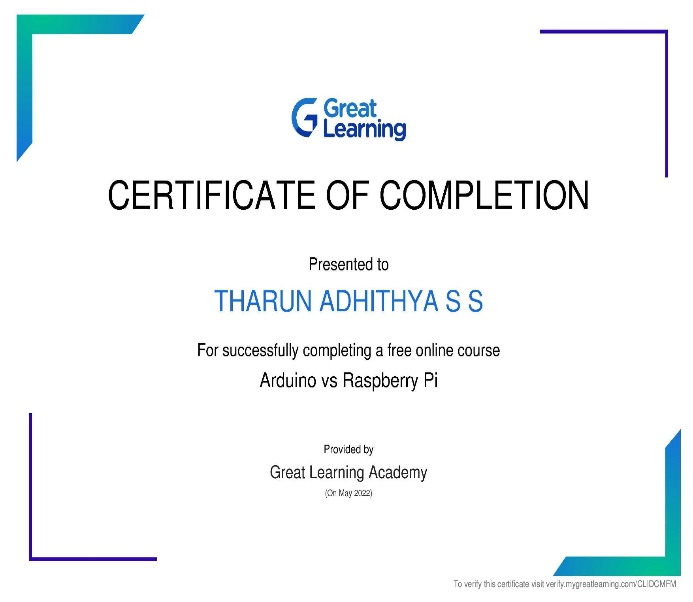 Great
Learning
CERTIFICATE OF COMPLETION
Presented to
THARUN ADHITHYA S S
For successfully completing a free online course
Arduino vs Raspberry Pi
Provided by
Great Learning Academy
(On May 2022)
To verify this certificate visit verify.mygreatlearning.com/CLIDCMFM